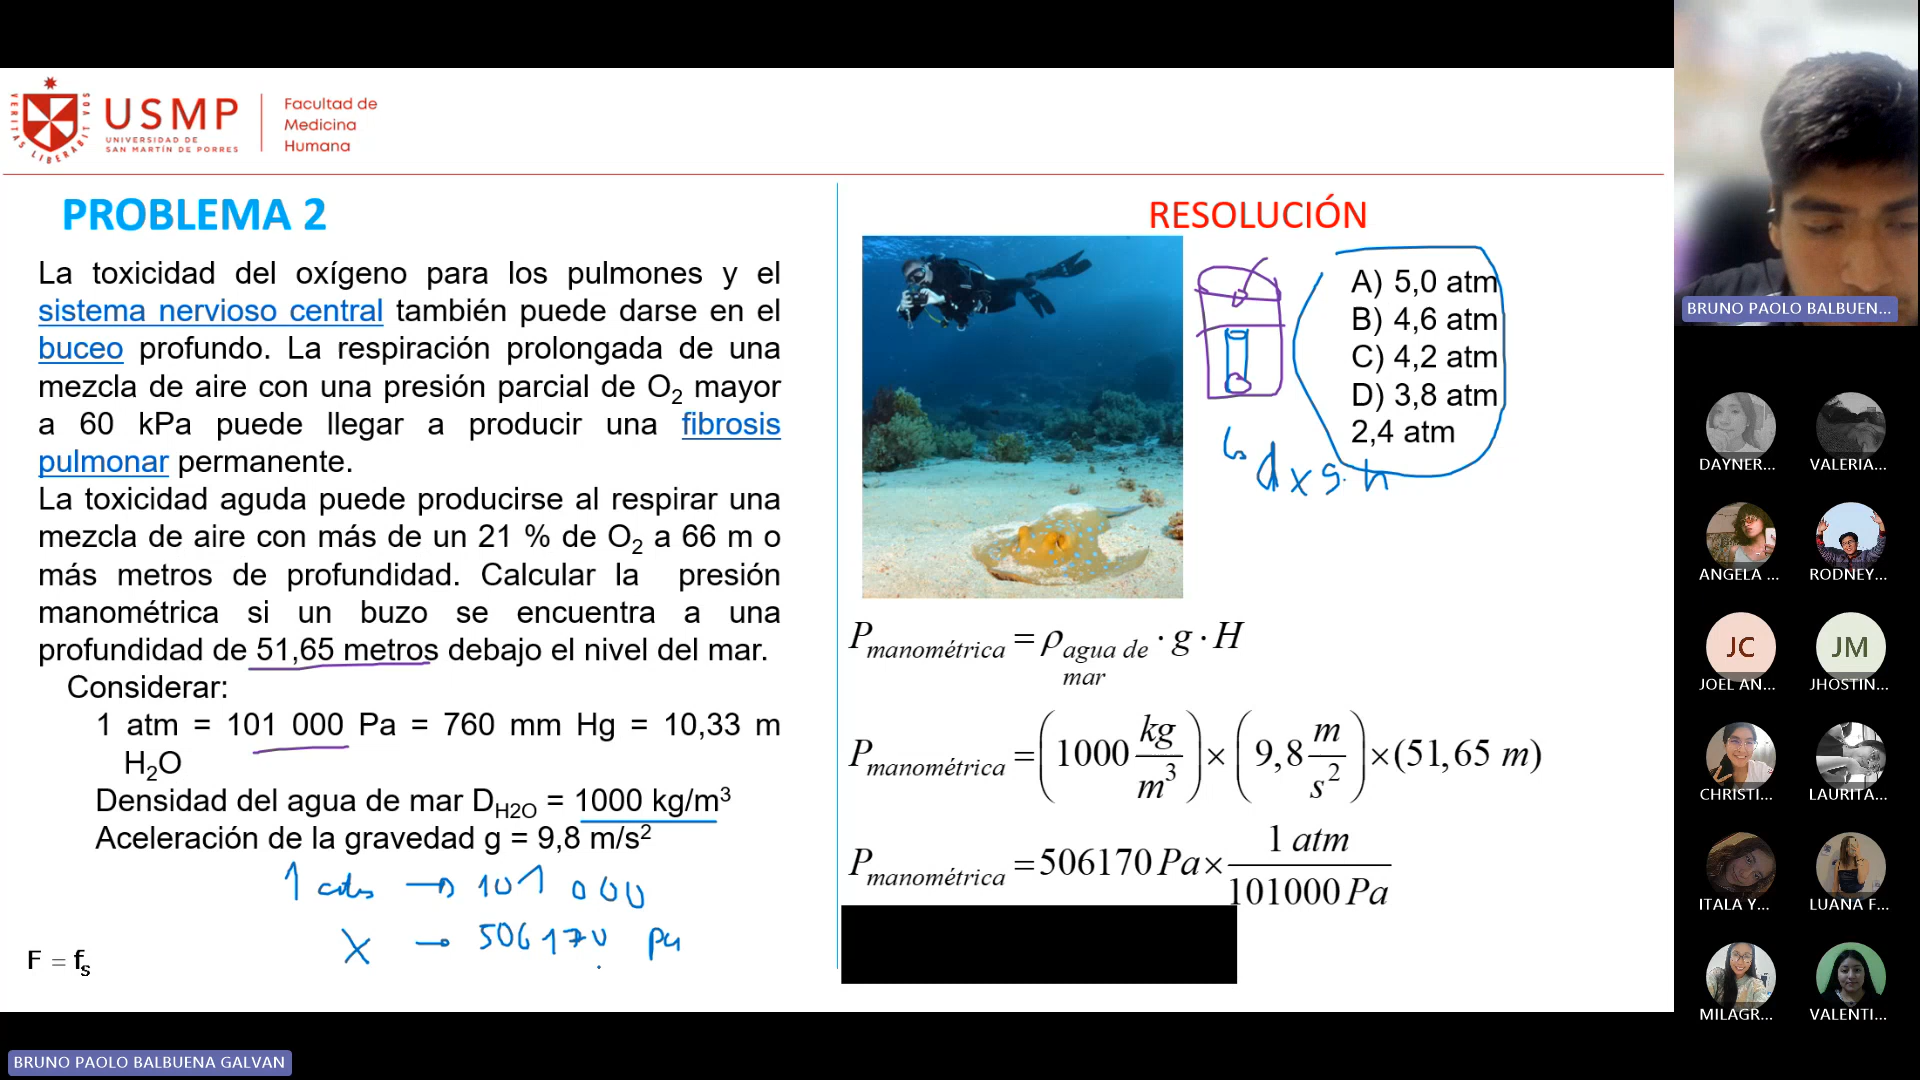 USMP
UNIVERSIDAD DE
SAN MARTÍN DE PORRES
VERITAS LIBERABIT VOS
Facultad de
Medicina
Humana
PROBLEMA 2
La toxicidad del oxígeno para los pulmones y el
sistema nervioso central también puede darse en el
buceo profundo. La respiración prolongada de una
mezcla de aire con una presión parcial de O₂ mayor
a 60 kPa puede llegar a producir una fibrosis
pulmonar permanente.
La toxicidad aguda puede producirse al respirar una
mezcla de aire con más de un 21 % de O₂ a 66 m o
más metros de profundidad. Calcular la presión
manométrica si un buzo se encuentra a una
profundidad de 51,65 metros debajo el nivel del mar.
Considerar:
1 atm = 101 000 Pa = 760 mm Hg = 10,33 m
H₂O
Densidad del agua de mar D_H2O = 1000 kg/m³
Aceleración de la gravedad g = 9,8 m/s²
101 000
X → 506170 Pa
F = fₛ
RESOLUCIÓN
A) 5,0 atm
B) 4,6 atm
C) 4,2 atm
D) 3,8 atm
2,4 atm
d x g . h
P manométrica = ρ agua de mar · g · H
P manométrica = (1000 kg/m³) × (9,8 m/s²) × (51,65 m)
P manométrica = 506170 Pa × 1 atm / 101000 Pa
BRUNO PAOLO BALBUEN...
DAYNER...
VALERIA...
ANGELA ...
RODNEY...
JC
JM
JOEL AN...
JHOSTIN...
CHRISTI...
LAURITA...
ITALA Y...
LUANA F...
MILAGR...
VALENTI...
BRUNO PAOLO BALBUENA GALVAN